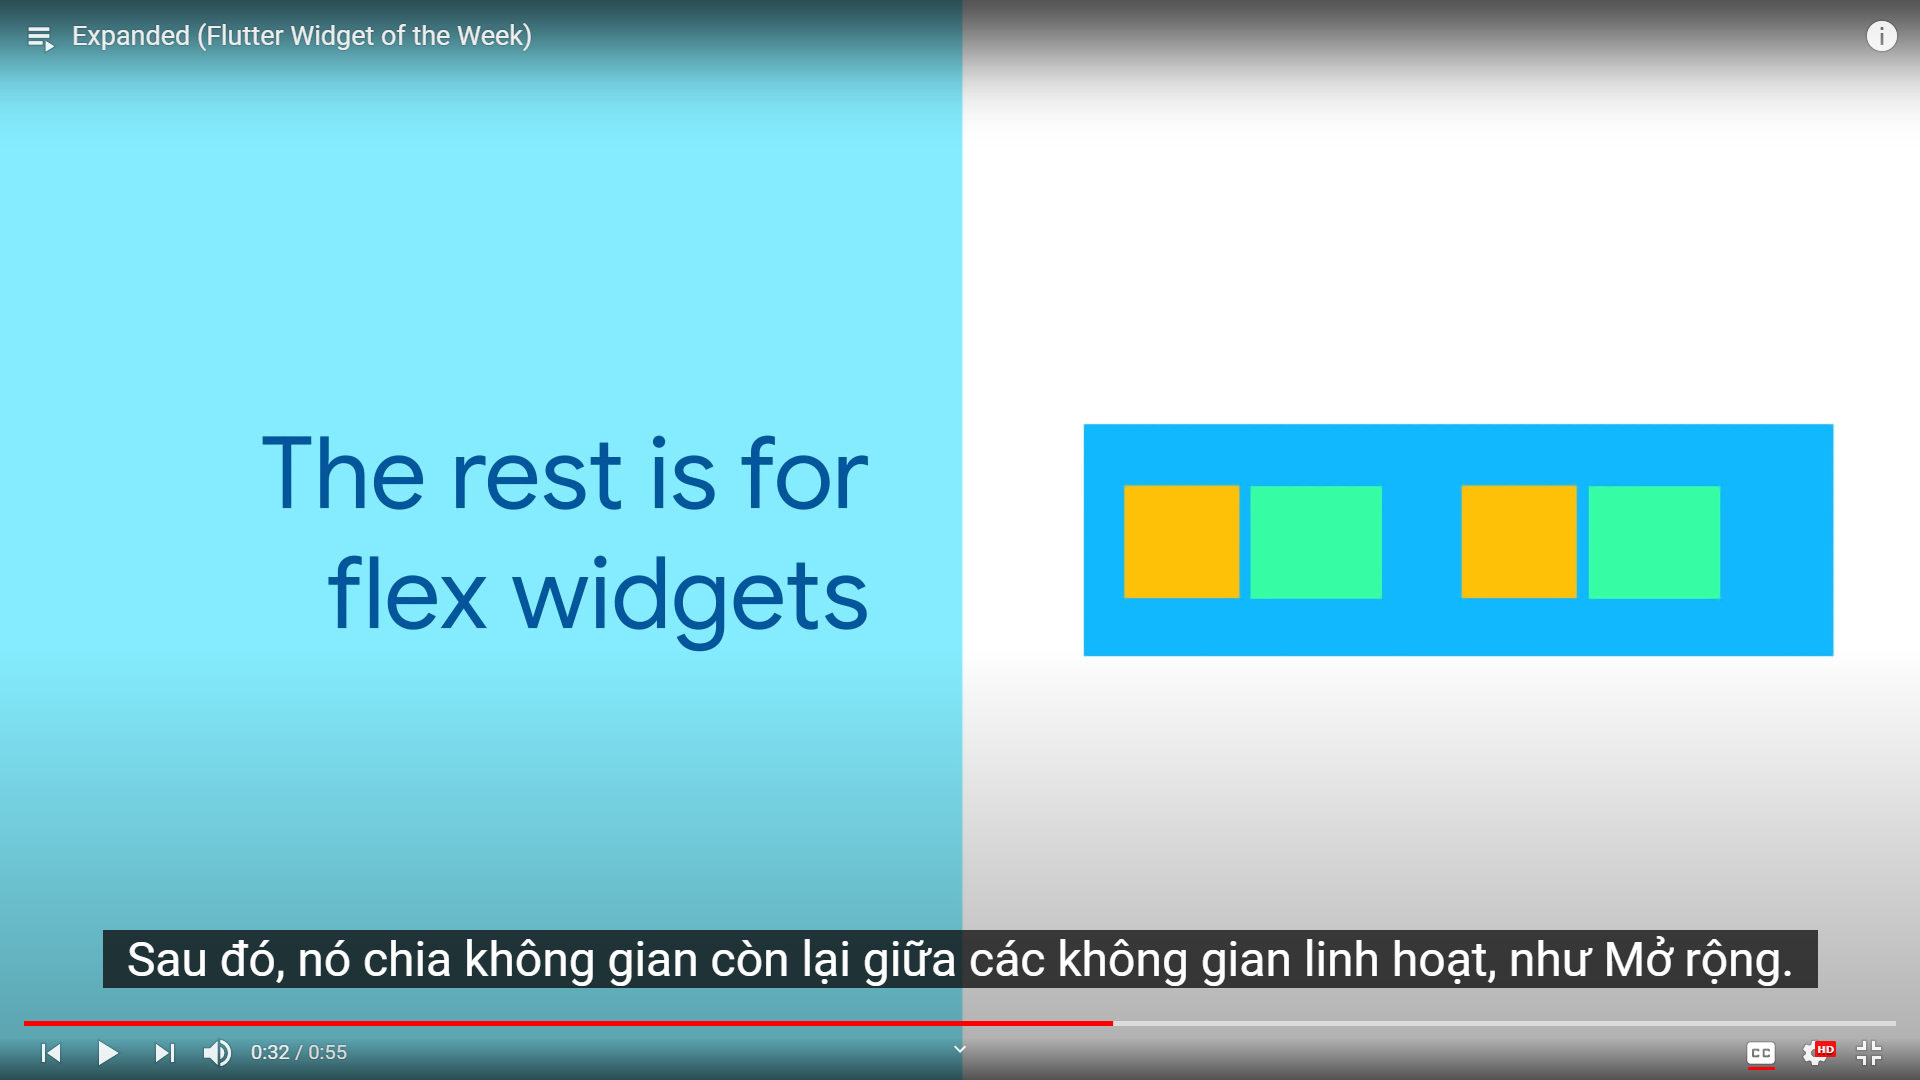 Expanded (Flutter Widget of the Week)
The rest is for
flex widgets
Sau đó, nó chia không gian còn lại giữa các không gian linh hoạt, như Mở rộng.
0:32 / 0:55
CC
HD